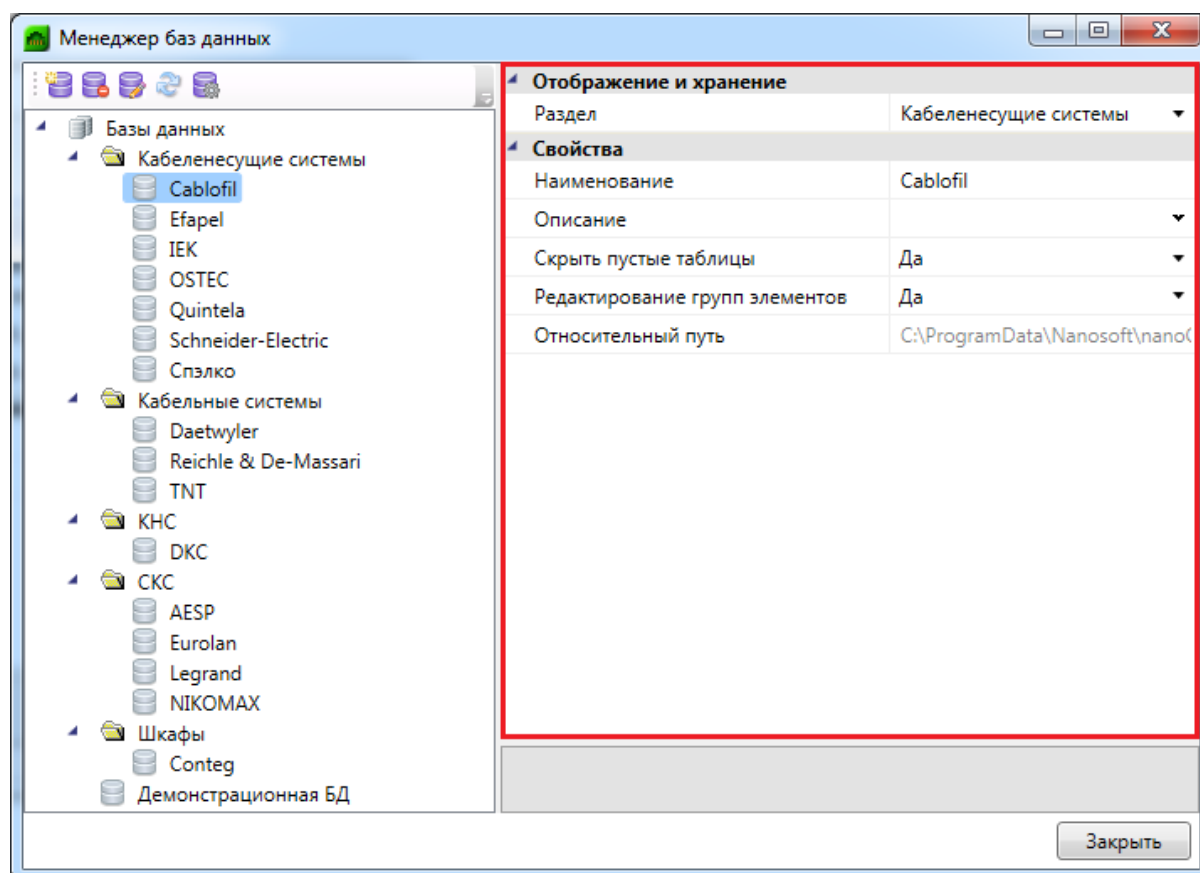 Менеджер баз данных
Базы данных
Кабеленесущие системы
Cablofil
Efapel
IEK
OSTEC
Quintela
Schneider-Electric
Спэлко
Кабельные системы
Daetwyler
Reichle & De-Massari
TNT
КНС
DKC
СКС
AESP
Eurolan
Legrand
NIKOMAX
Шкафы
Conteg
Демонстрационная БД
Отображение и хранение
Раздел Кабеленесущие системы
Свойства
Наименование Cablofil
Описание
Скрыть пустые таблицы Да
Редактирование групп элементов Да
Относительный путь C:\ProgramData\Nanosoft\nano
Закрыть